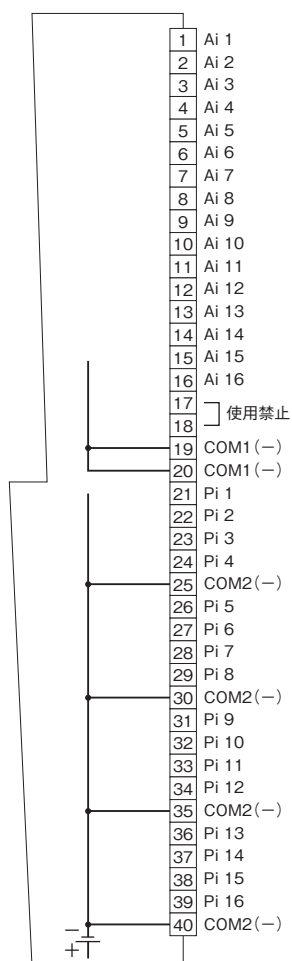 1 Ai 1
2 Ai 2
3 Ai 3
4 Ai 4
5 Ai 5
6 Ai 6
7 Ai 7
8 Ai 8
9 Ai 9
10 Ai 10
11 Ai 11
12 Ai 12
13 Ai 13
14 Ai 14
15 Ai 15
16 Ai 16
17
使用禁止
18
19 COM1(−)
20 COM1(−)
21 Pi 1
22 Pi 2
23 Pi 3
24 Pi 4
25 COM2(−)
26 Pi 5
27 Pi 6
28 Pi 7
29 Pi 8
30 COM2(−)
31 Pi 9
32 Pi 10
33 Pi 11
34 Pi 12
35 COM2(−)
36 Pi 13
37 Pi 14
38 Pi 15
39 Pi 16
40 COM2(−)
−
+